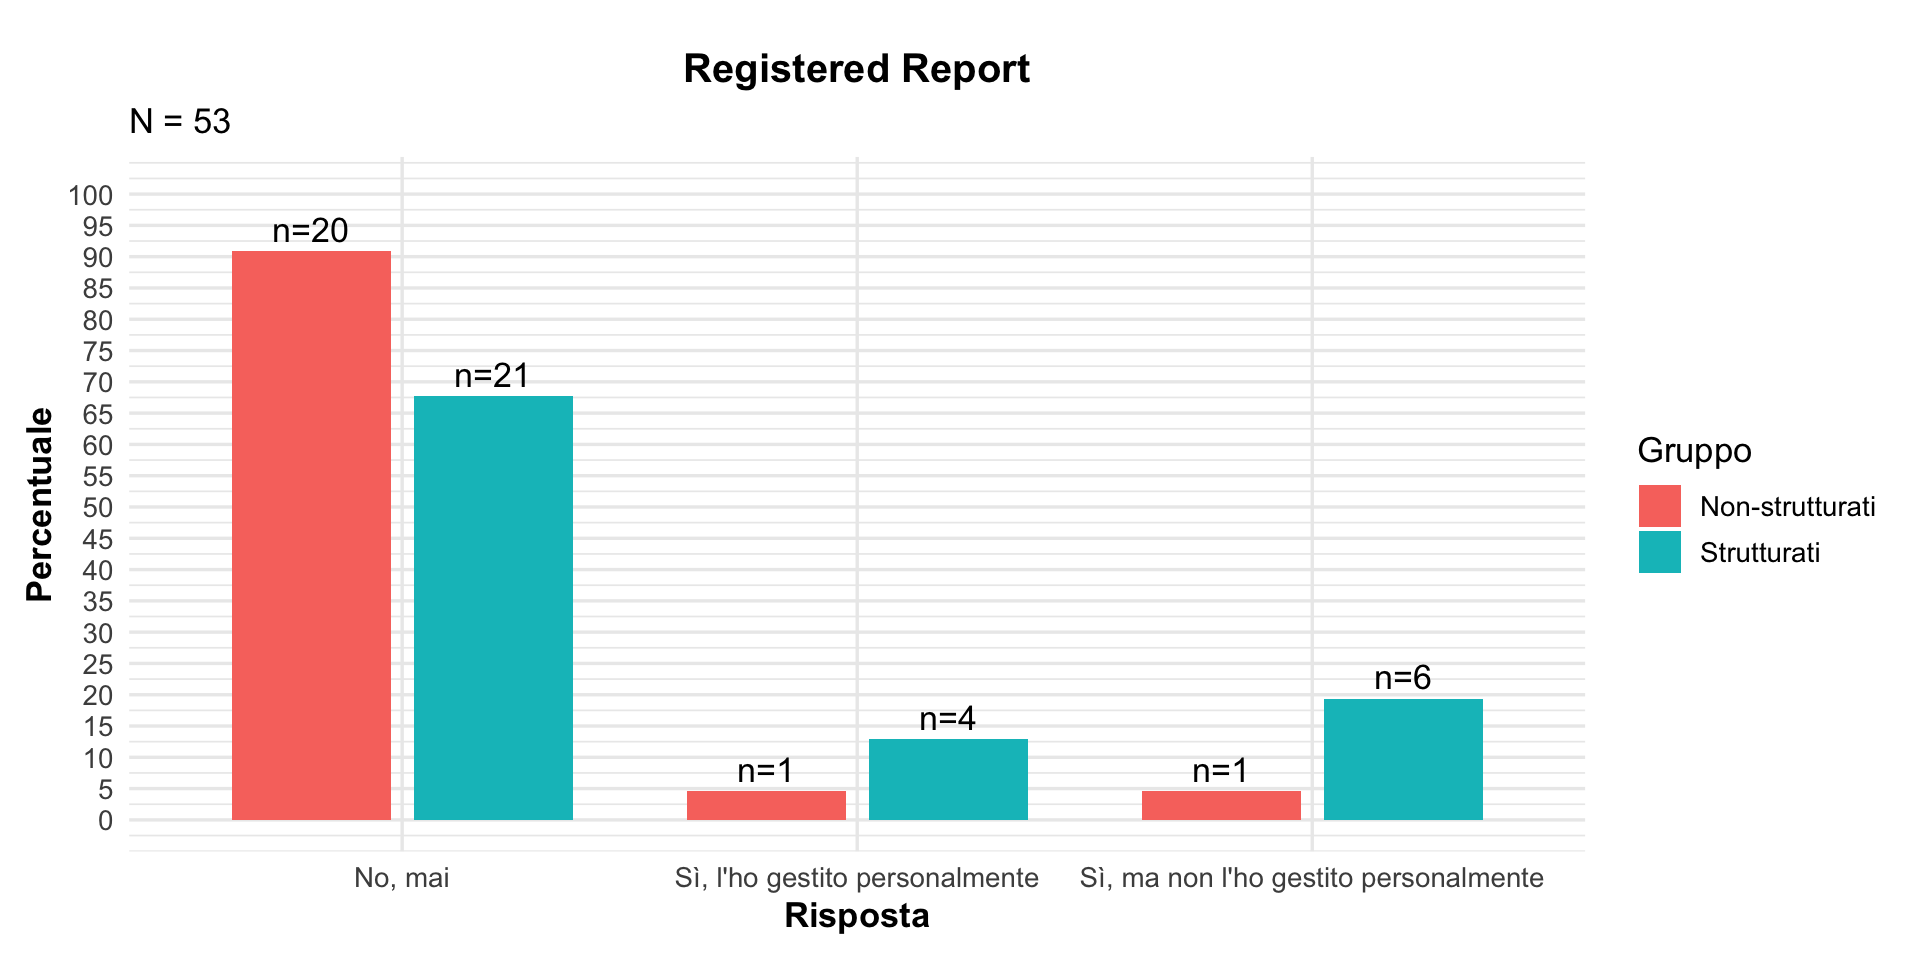 Registered Report
N = 53
Percentuale
100
95
90
85
80
75
70
65
60
55
50
45
40
35
30
25
20
15
10
5
0
n=20
n=21
n=1
n=4
n=1
n=6
No, mai
Sì, l'ho gestito personalmente
Sì, ma non l'ho gestito personalmente
Risposta
Gruppo
Non-strutturati
Strutturati